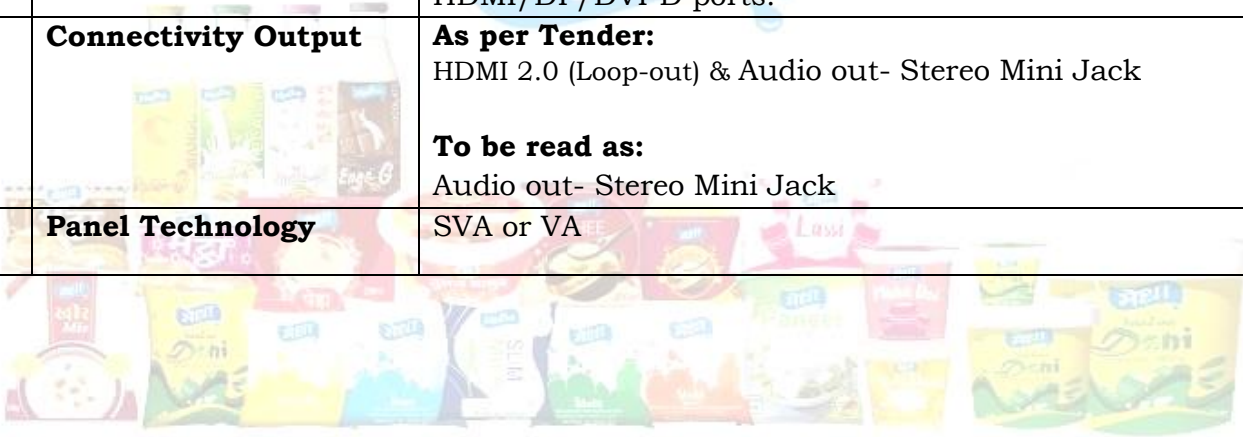 HDMI/DP/DVI-D ports.
Connectivity Output
As per Tender:
HDMI 2.0 (Loop-out) & Audio out- Stereo Mini Jack
To be read as:
Audio out- Stereo Mini Jack
Panel Technology
SVA or VA
Lassi